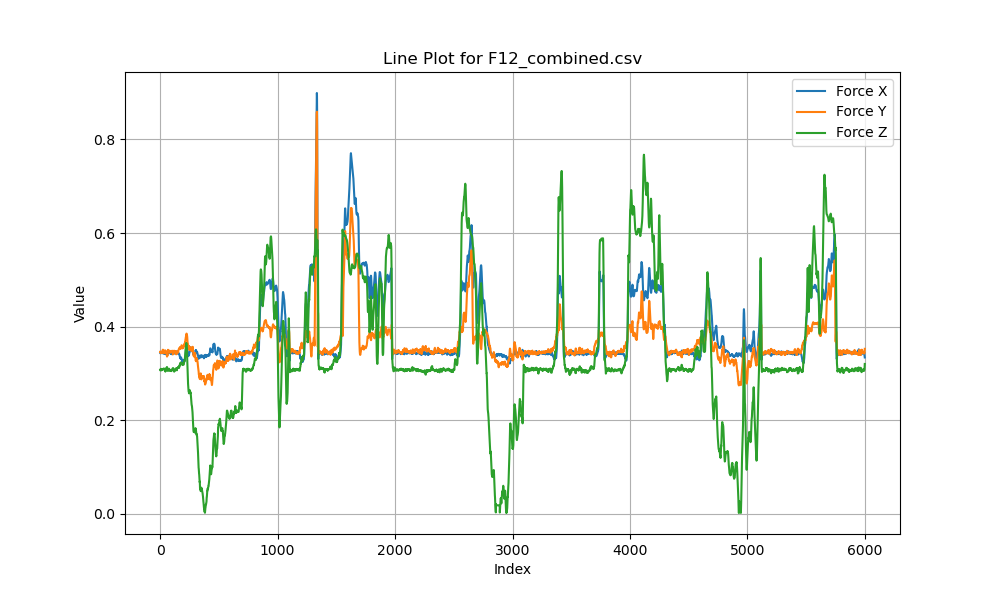 Line Plot for F12_combined.csv
Force X
Force Y
Force Z
Value
0.8
0.6
0.4
0.2
0.0
0 1000 2000 3000 4000 5000 6000
Index